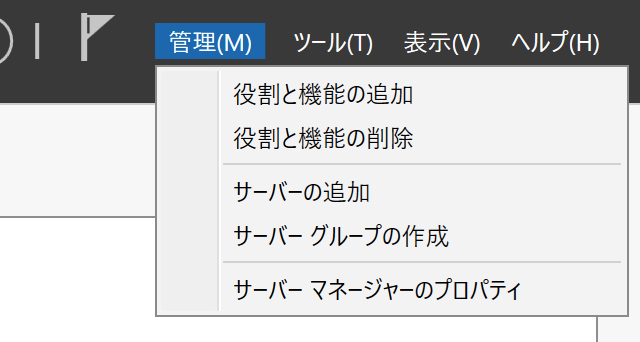 管理(M) ツール(T) 表示(V) ヘルプ(H)
役割と機能の追加
役割と機能の削除
サーバーの追加
サーバー グループの作成
サーバー マネージャーのプロパティ